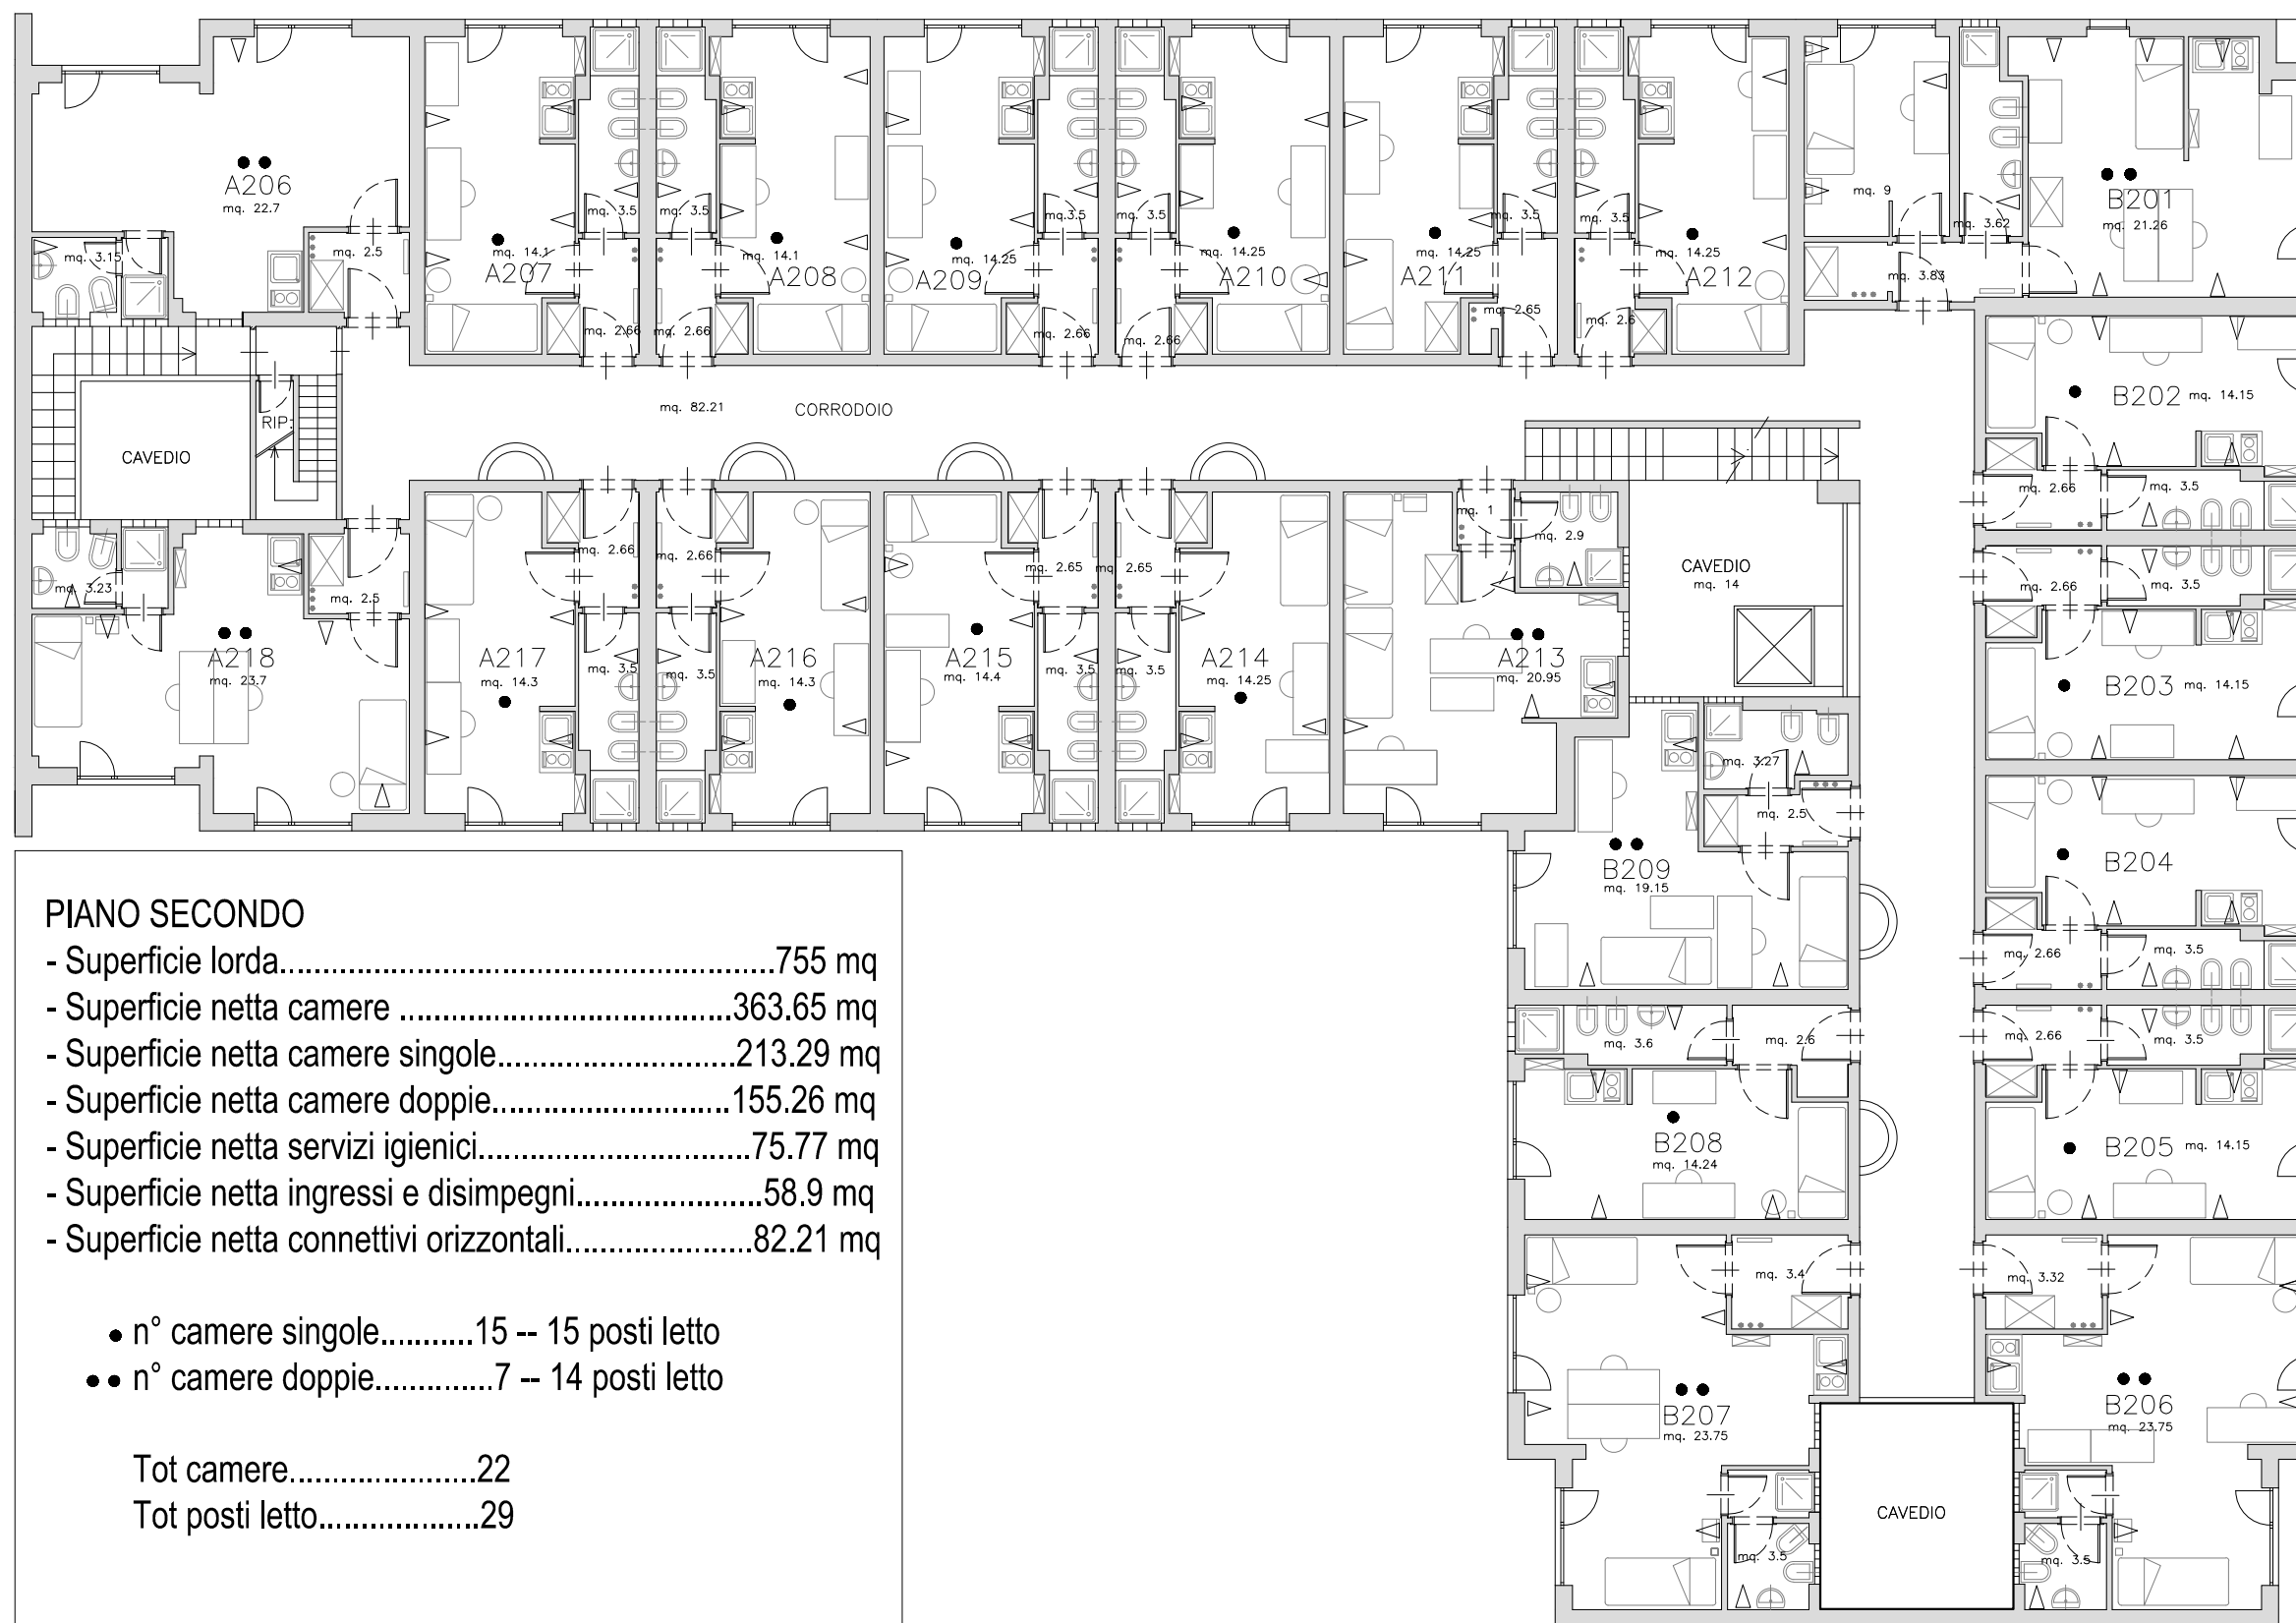 A206
mq. 22.7
mq. 3.15
mq. 2.5
mq. 14.1
A207
mq. 3.5
mq. 2.66
mq. 3.5
mq. 2.66
mq. 14.1
A208
mq. 14.25
A209
mq.3.5
mq. 2.66
mq. 3.5
mq. 2.66
mq. 14.25
A210
mq. 14.25
A211
mq. 3.5
mq. 2.65
mq. 3.5
mq. 2.6
mq. 14.25
A212
mq. 9
mq. 3.62
mq. 3.83
B201
mq. 21.26
mq. 82.21
CORRODOIO
RIP.
CAVEDIO
B202 mq. 14.15
mq. 2.66
mq. 3.5
mq. 2.66
mq. 3.5
B203 mq. 14.15
B204
mq. 2.66
mq. 3.5
mq. 2.66
mq. 3.5
B205 mq. 14.15
mq. 3.23
mq. 2.5
A218
mq. 23.7
A217
mq. 14.3
mq. 2.66
mq. 3.5
mq. 2.66
mq. 3.5
A216
mq. 14.3
A215
mq. 14.4
mq. 2.65
mq. 3.5
mq. 2.65
mq. 3.5
A214
mq. 14.25
mq. 1
mq. 2.9
A213
mq. 20.95
CAVEDIO
mq. 14
mq. 3.27
mq. 2.5
B209
mq. 19.15
mq. 3.6
mq. 2.6
B208
mq. 14.24
mq. 3.4
mq. 3.32
B207
mq. 23.75
B206
mq. 23.75
CAVEDIO
mq. 3.5
mq. 3.5
PIANO SECONDO
- Superficie lorda......................................................755 mq
- Superficie netta camere .....................................363.65 mq
- Superficie netta camere singole..........................213.29 mq
- Superficie netta camere doppie..........................155.26 mq
- Superficie netta servizi igienici..............................75.77 mq
- Superficie netta ingressi e disimpegni....................58.9 mq
- Superficie netta connettivi orizzontali....................82.21 mq
n° camere singole..........15 -- 15 posti letto
n° camere doppie.............7 -- 14 posti letto
Tot camere....................22
Tot posti letto.................29